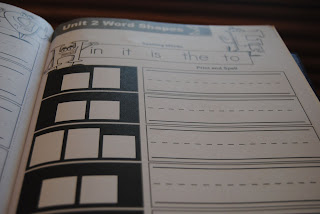 Unit 2 Word Shapes
in it is the to
Print and Spell